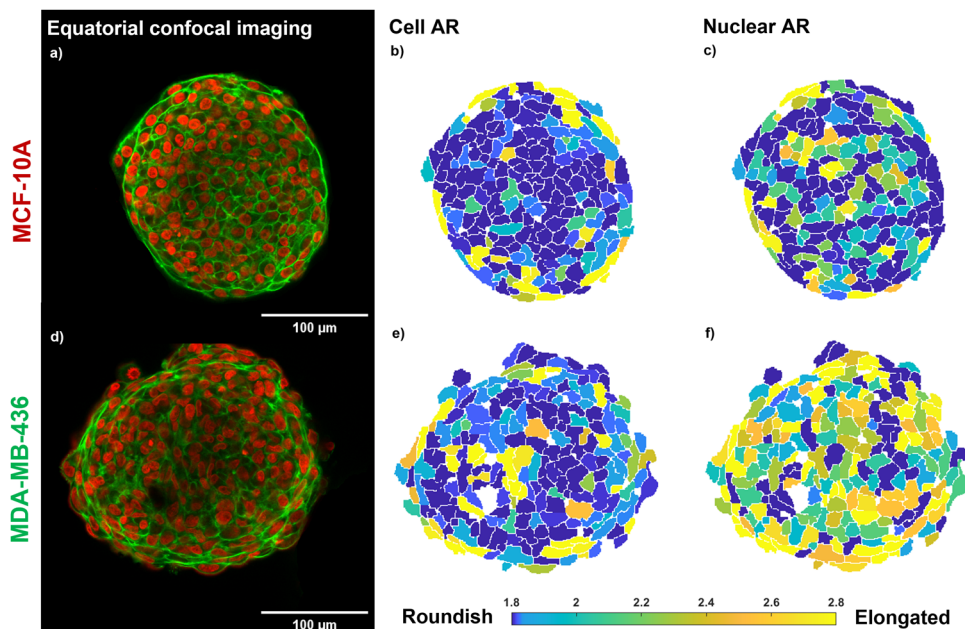 Equatorial confocal imaging
Cell AR
Nuclear AR
a)
b)
c)
MCF-10A
100 µm
d)
e)
f)
MDA-MB-436
100 µm
Roundish
1.8
2
2.2
2.4
2.6
2.8
Elongated